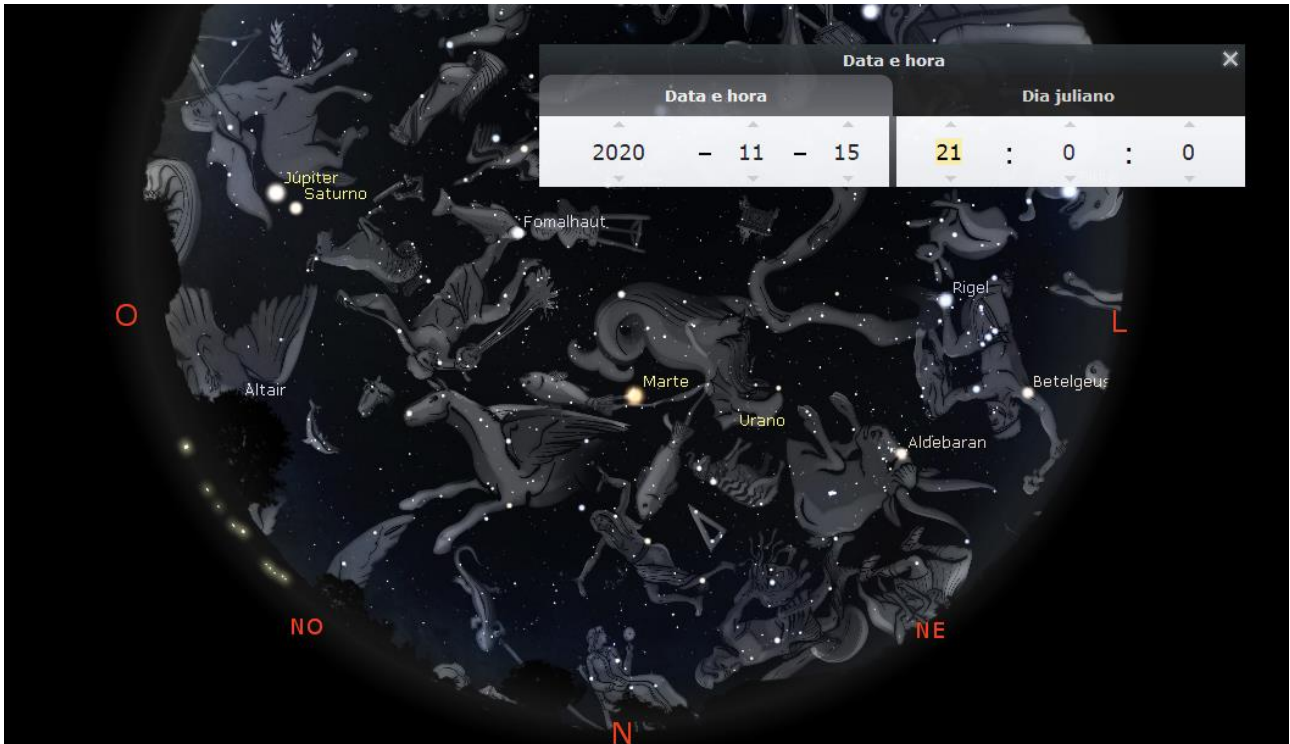 Data e hora ✕
Data e hora Dia juliano
2020 – 11 – 15 21 : 0 : 0
Júpiter
Saturno
Fomalhaut
Rigel
O
L
Marte
Altair
Betelgeus
Urano
Aldebaran
NO
NE
N